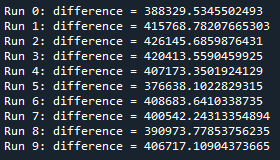 Run 0: difference = 388329.5345502493
Run 1: difference = 415768.78207665303
Run 2: difference = 426145.6859876431
Run 3: difference = 420413.5590459925
Run 4: difference = 407173.3501924129
Run 5: difference = 376638.1022829315
Run 6: difference = 408683.6410338735
Run 7: difference = 400542.24313354894
Run 8: difference = 390973.77853756235
Run 9: difference = 406717.10904373665